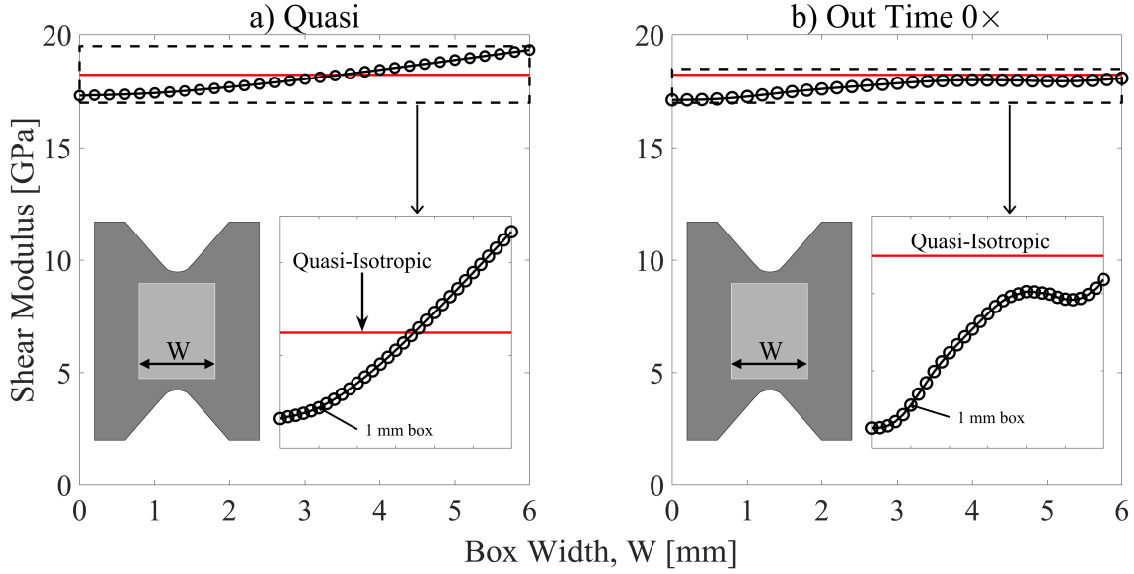 a) Quasi
b) Out Time 0×
Shear Modulus [GPa]
20
15
10
5
0
Quasi-Isotropic
W
1 mm box
0 1 2 3 4 5 6
20
15
10
5
0
Quasi-Isotropic
W
1 mm box
0 1 2 3 4 5 6
Box Width, W [mm]